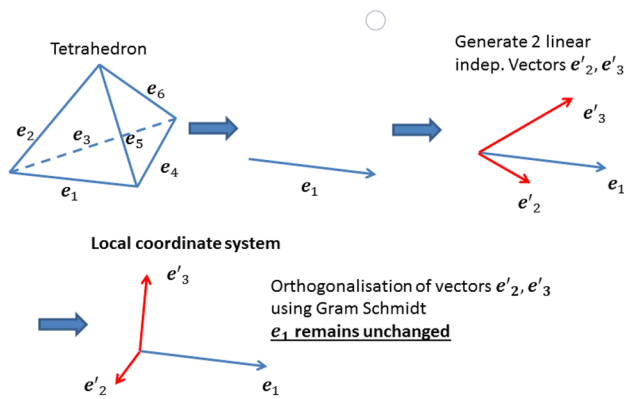 Tetrahedron
e₆
e₂
e₃
e₅
e₄
e₁
e₁
Generate 2 linear
indep. Vectors e'₂, e'₃
e'₃
e₁
e'₂
Local coordinate system
e'₃
e'₂
e₁
Orthogonalisation of vectors e'₂, e'₃
using Gram Schmidt
e₁ remains unchanged